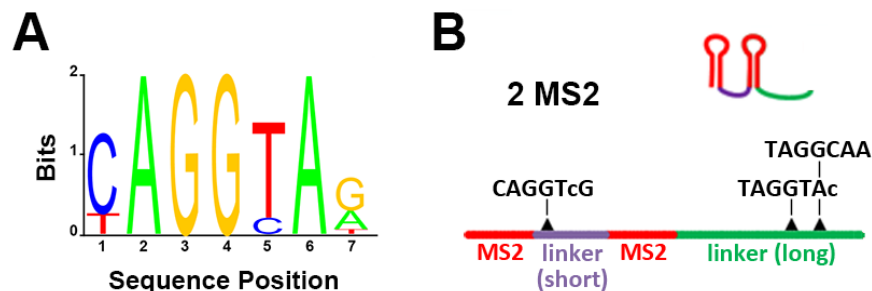 A
Bits
2
1
0
C
T
A
G
G
T
C
A
G
A
T
1 2 3 4 5 6 7
Sequence Position
B
2 MS2
TAGGCAA
CAGGTcG TAGGTAc
MS2 linker MS2 linker (long)
(short)